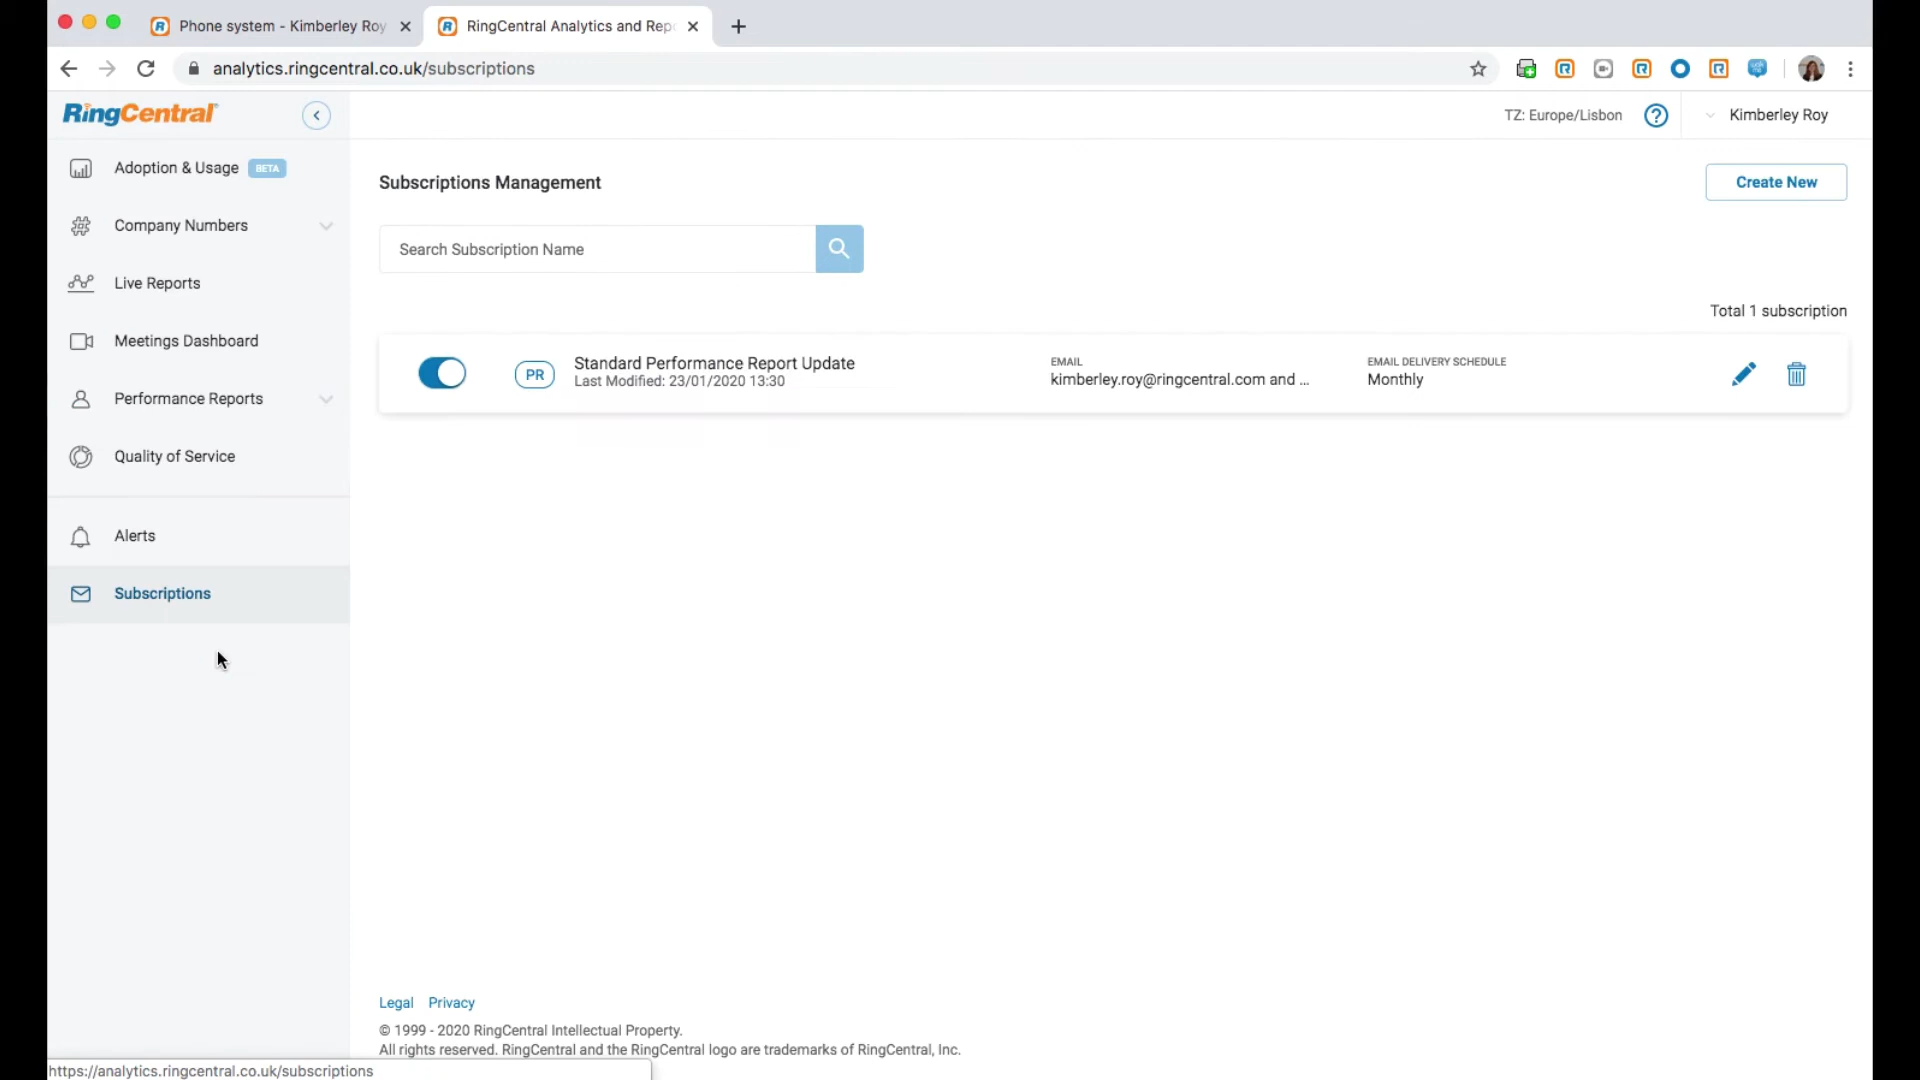 Phone system - Kimberley Roy
RingCentral Analytics and Rep
analytics.ringcentral.co.uk/subscriptions
RingCentral
TZ: Europe/Lisbon
Kimberley Roy
Adoption & Usage BETA
Company Numbers
Live Reports
Meetings Dashboard
Performance Reports
Quality of Service
Alerts
Subscriptions
Subscriptions Management
Create New
Search Subscription Name
Total 1 subscription
PR
Standard Performance Report Update
Last Modified: 23/01/2020 13:30
EMAIL
kimberley.roy@ringcentral.com and ...
EMAIL DELIVERY SCHEDULE
Monthly
Legal Privacy
© 1999 - 2020 RingCentral Intellectual Property.
All rights reserved. RingCentral and the RingCentral logo are trademarks of RingCentral, Inc.
https://analytics.ringcentral.co.uk/subscriptions